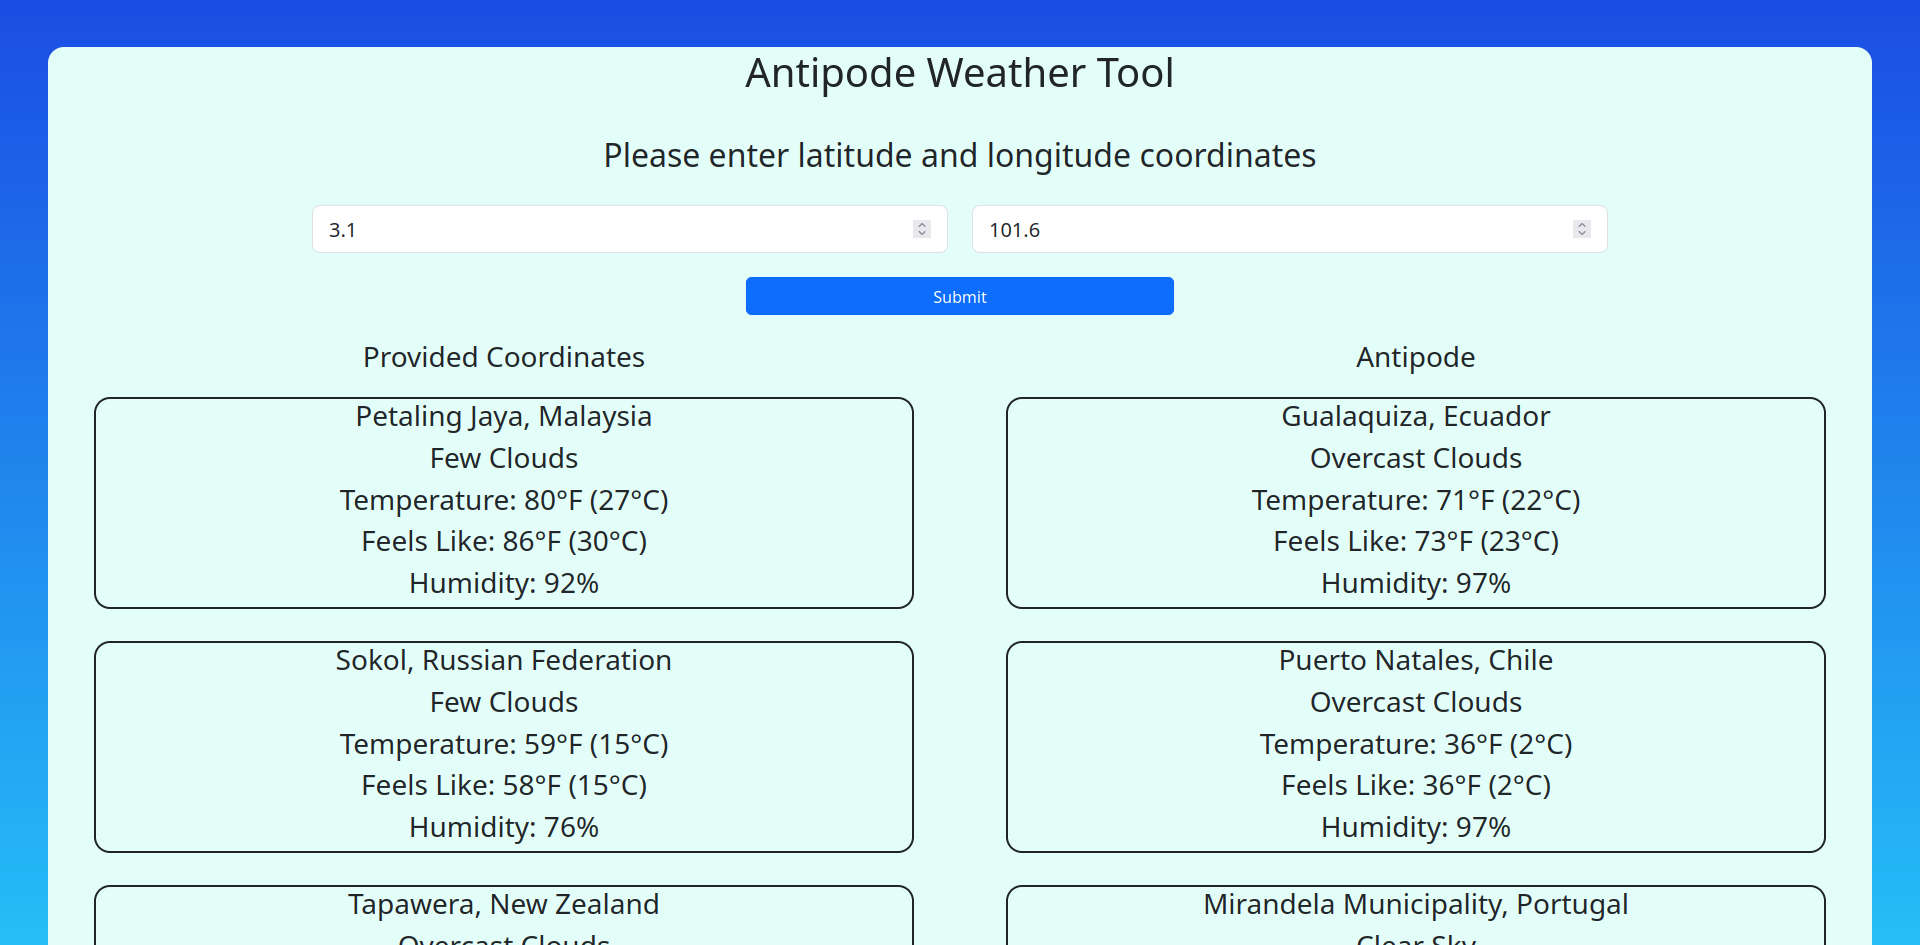 Antipode Weather Tool
Please enter latitude and longitude coordinates
3.1
101.6
Submit
Provided Coordinates
Antipode
Petaling Jaya, Malaysia
Few Clouds
Temperature: 80°F (27°C)
Feels Like: 86°F (30°C)
Humidity: 92%
Gualaquiza, Ecuador
Overcast Clouds
Temperature: 71°F (22°C)
Feels Like: 73°F (23°C)
Humidity: 97%
Sokol, Russian Federation
Few Clouds
Temperature: 59°F (15°C)
Feels Like: 58°F (15°C)
Humidity: 76%
Puerto Natales, Chile
Overcast Clouds
Temperature: 36°F (2°C)
Feels Like: 36°F (2°C)
Humidity: 97%
Tapawera, New Zealand
Overcast Clouds
Mirandela Municipality, Portugal
Clear Sky